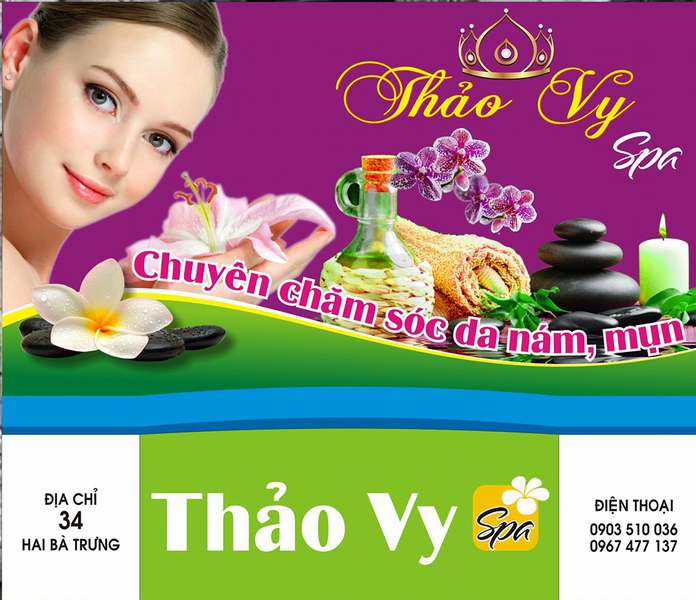 Thảo Vy
Spa
Chuyên chăm sóc da nám, mụn
ĐỊA CHỈ
34
HAI BÀ TRƯNG
Thảo Vy
Spa
ĐIỆN THOẠI
0903 510 036
0967 477 137